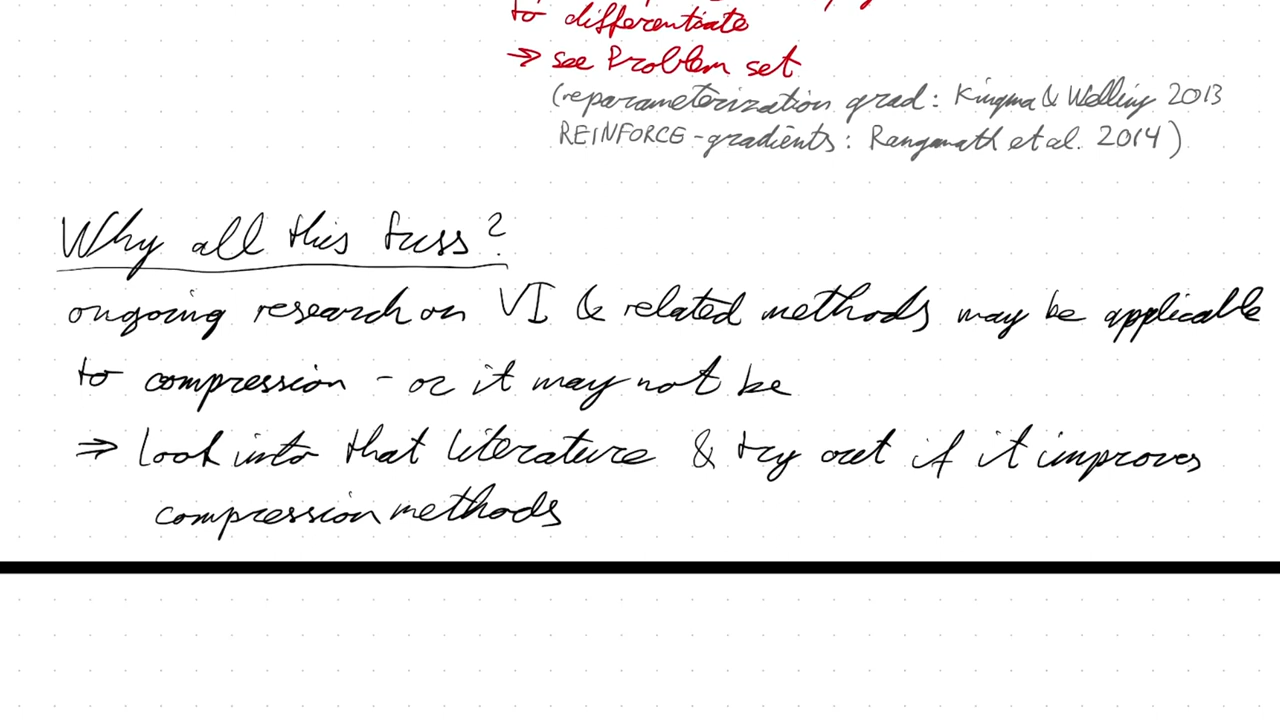 to differentiate
⇒ see Problem set
(reparameterization grad: Kingma & Welling 2013
REINFORCE-gradients: Ranganath et al. 2014)
Why all this fuss?
ongoing research on VI & related methods may be applicable
to compression - or it may not be
⇒ look into that literature & try out if it improves
compression methods